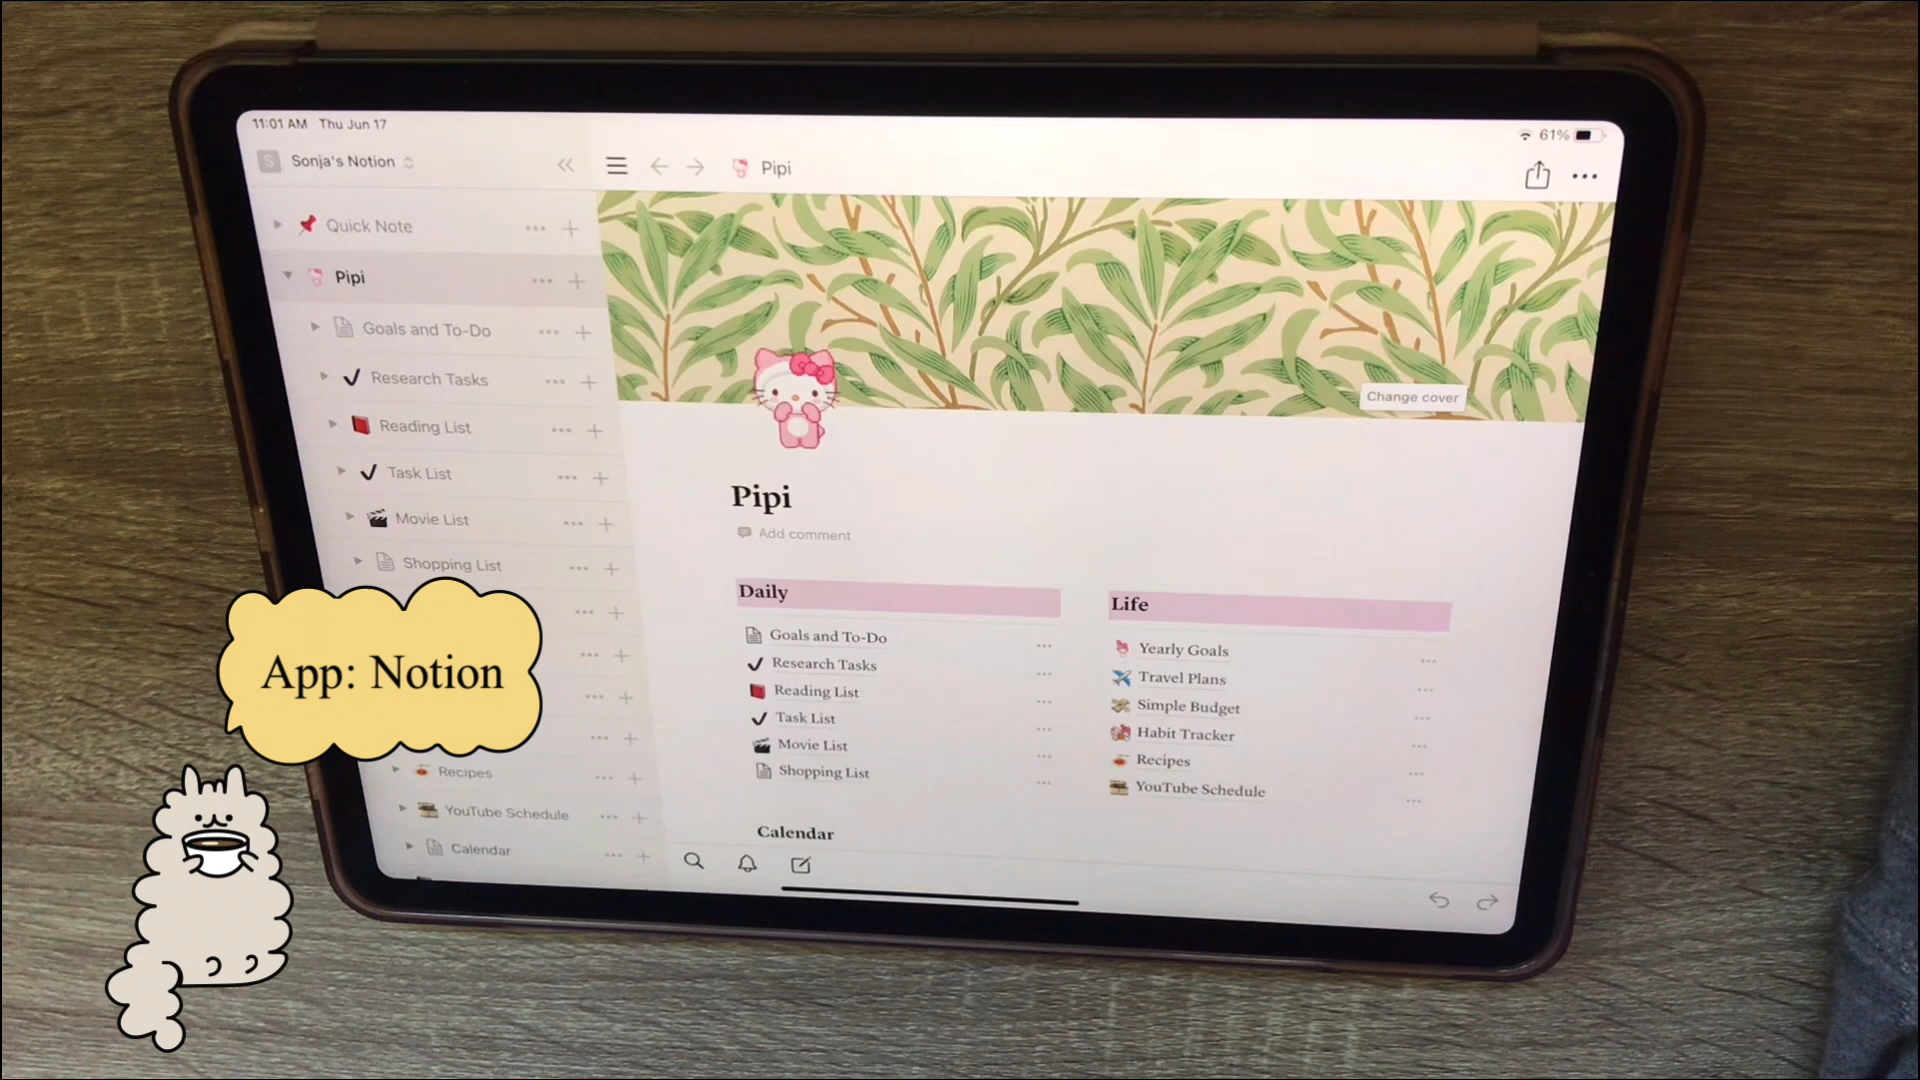 11:01 AM Thu Jun 17
61%
Sonja's Notion
Pipi
Quick Note
Pipi
Goals and To-Do
Research Tasks
Reading List
Task List
Movie List
Shopping List
Recipes
YouTube Schedule
Calendar
Change cover
Pipi
Add comment
Daily
Goals and To-Do
Research Tasks
Reading List
Task List
Movie List
Shopping List
Life
Yearly Goals
Travel Plans
Simple Budget
Habit Tracker
Recipes
YouTube Schedule
Calendar
App: Notion